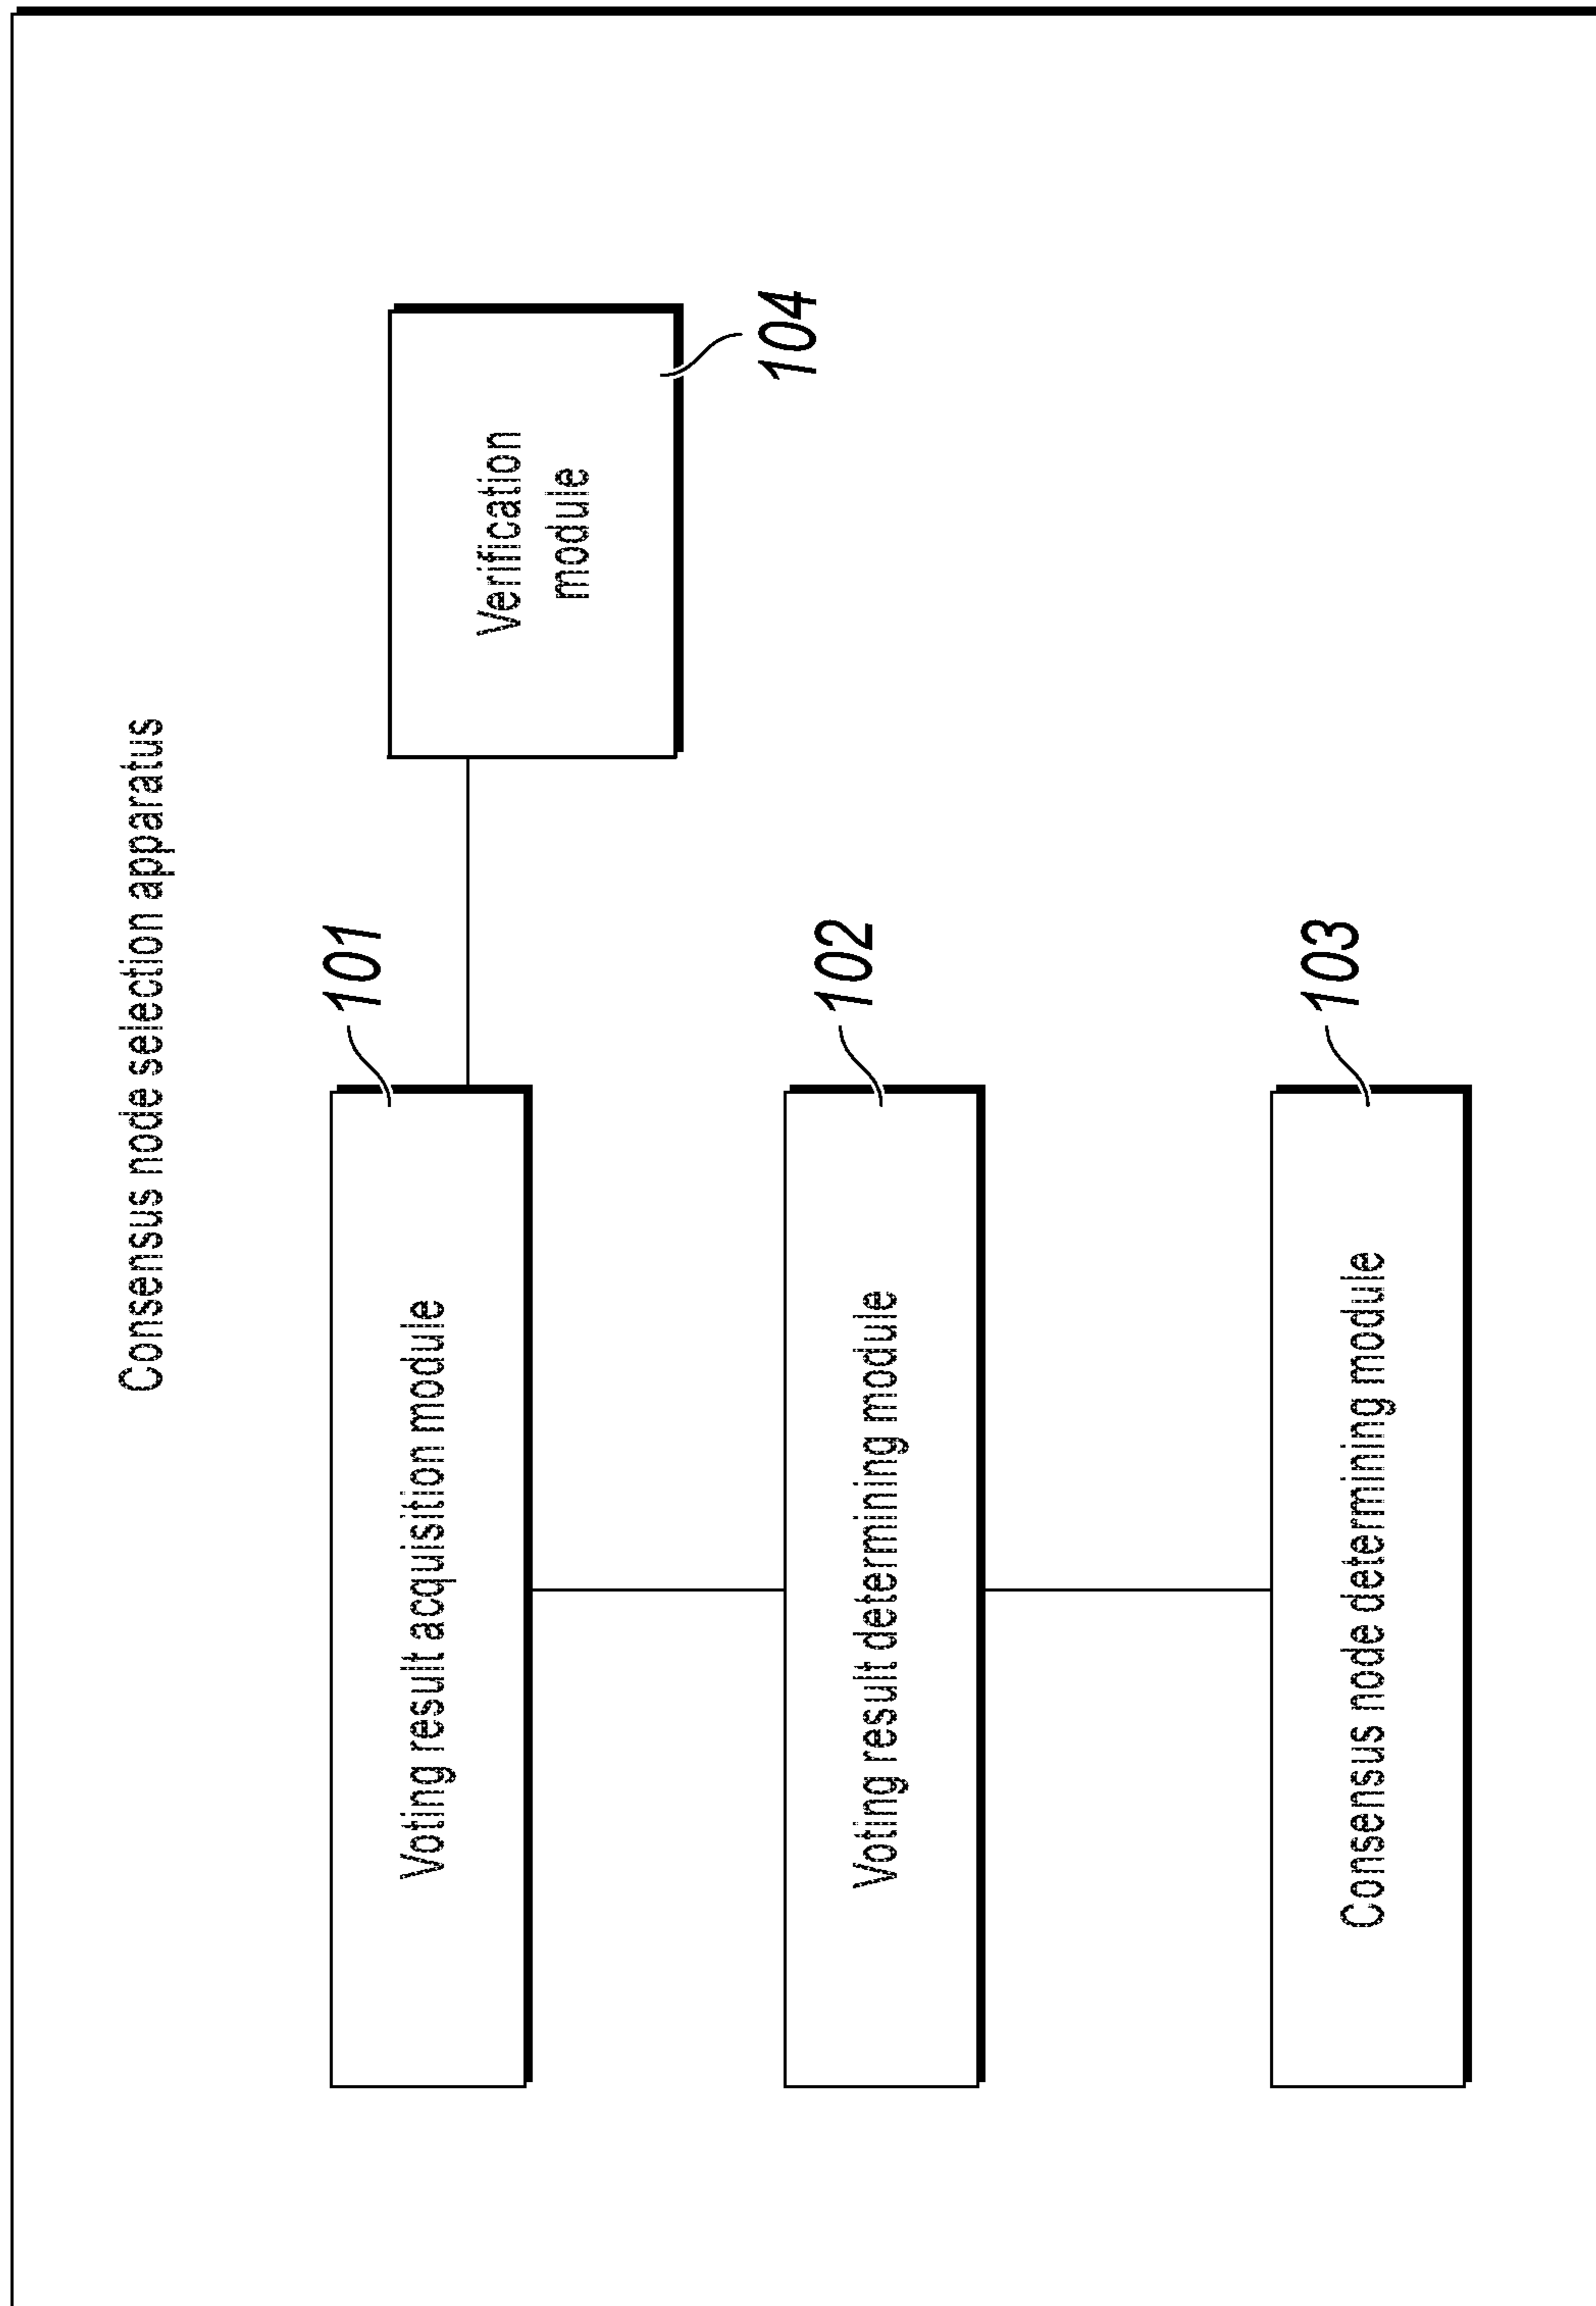 Consensus node selection apparatus
101
Voting result acquisition module
Verification
module
104
102
Voting result determining module
103
Consensus node determining module